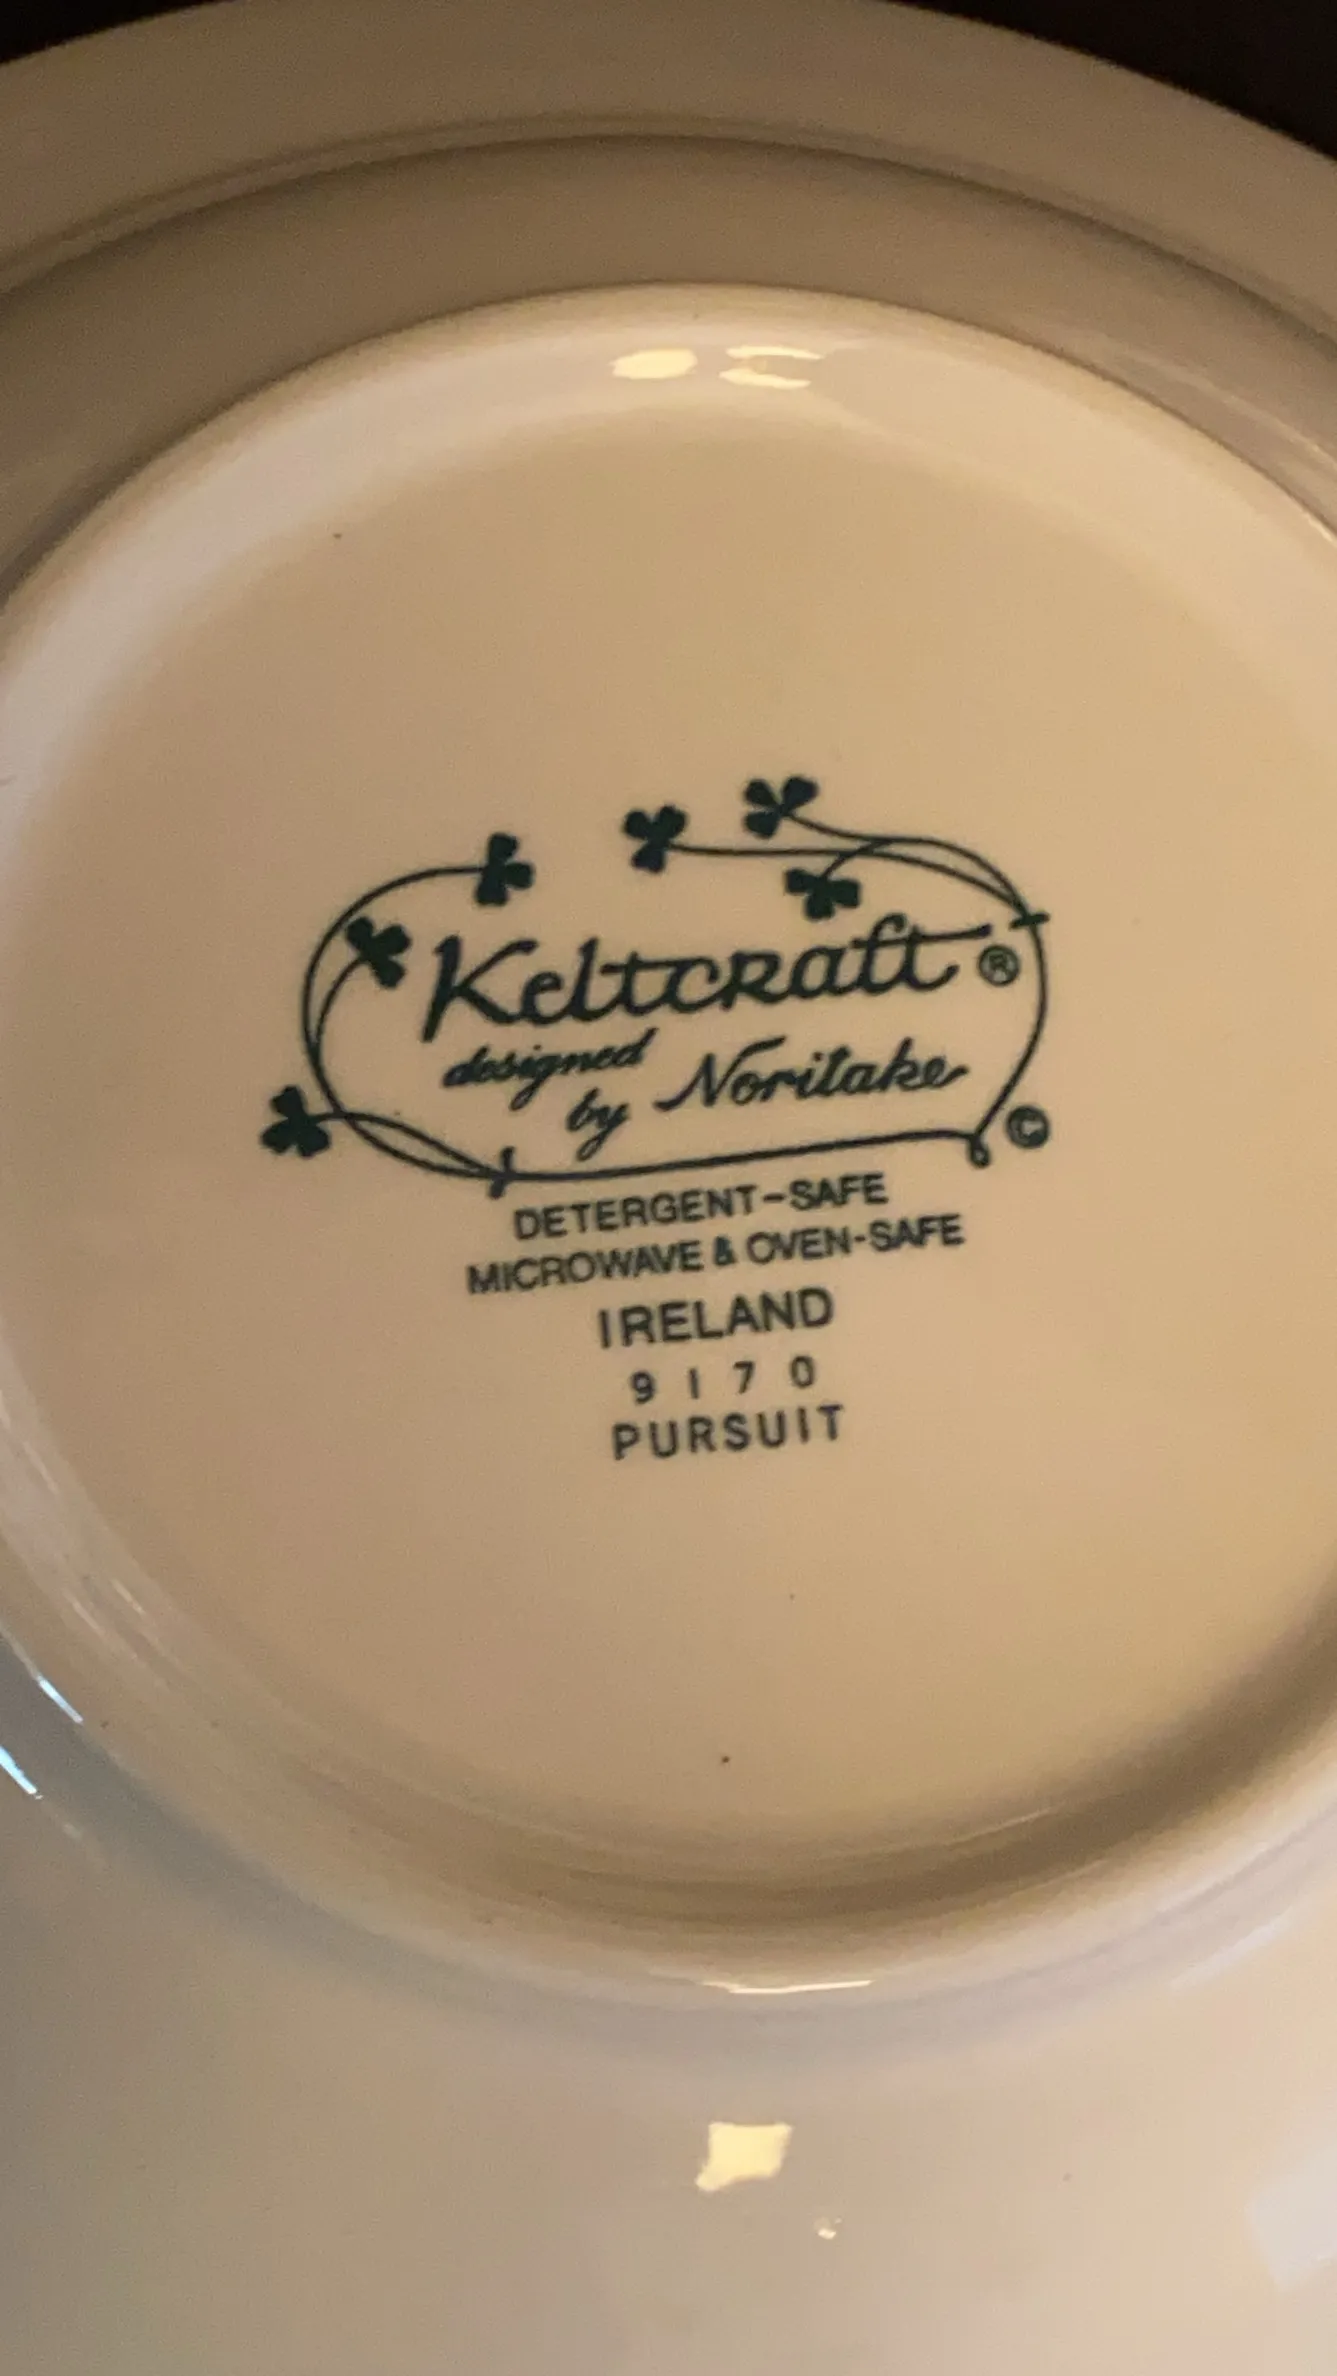 Keltcraft ®
designed
by Noritake
©
DETERGENT-SAFE
MICROWAVE & OVEN-SAFE
IRELAND
9170
PURSUIT